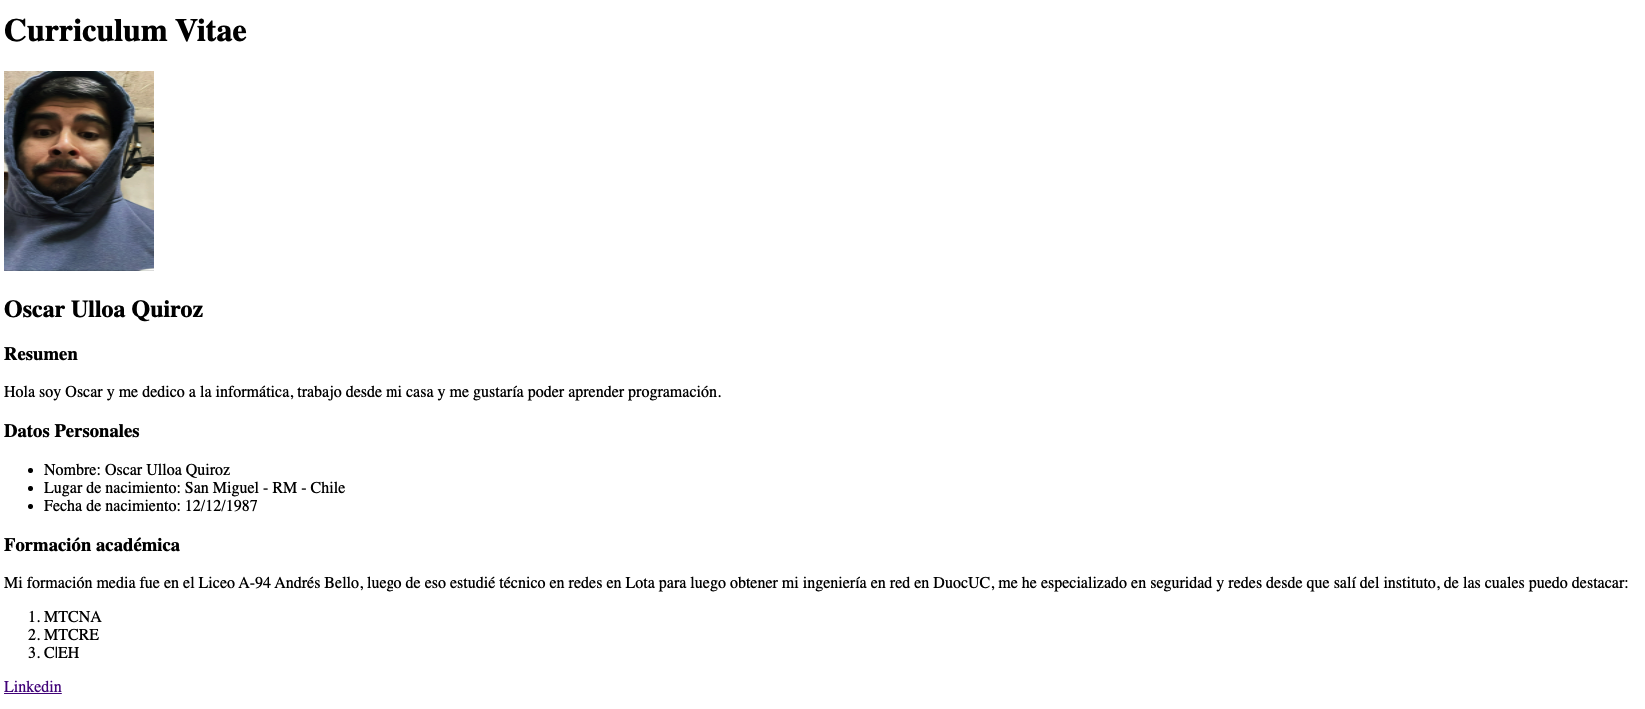 Curriculum Vitae
Oscar Ulloa Quiroz
Resumen
Hola soy Oscar y me dedico a la informática, trabajo desde mi casa y me gustaría poder aprender programación.
Datos Personales
• Nombre: Oscar Ulloa Quiroz
• Lugar de nacimiento: San Miguel - RM - Chile
• Fecha de nacimiento: 12/12/1987
Formación académica
Mi formación media fue en el Liceo A-94 Andrés Bello, luego de eso estudié técnico en redes en Lota para luego obtener mi ingeniería en red en DuocUC, me he especializado en seguridad y redes desde que salí del instituto, de las cuales puedo destacar:
1. MTCNA
2. MTCRE
3. C|EH
Linkedin